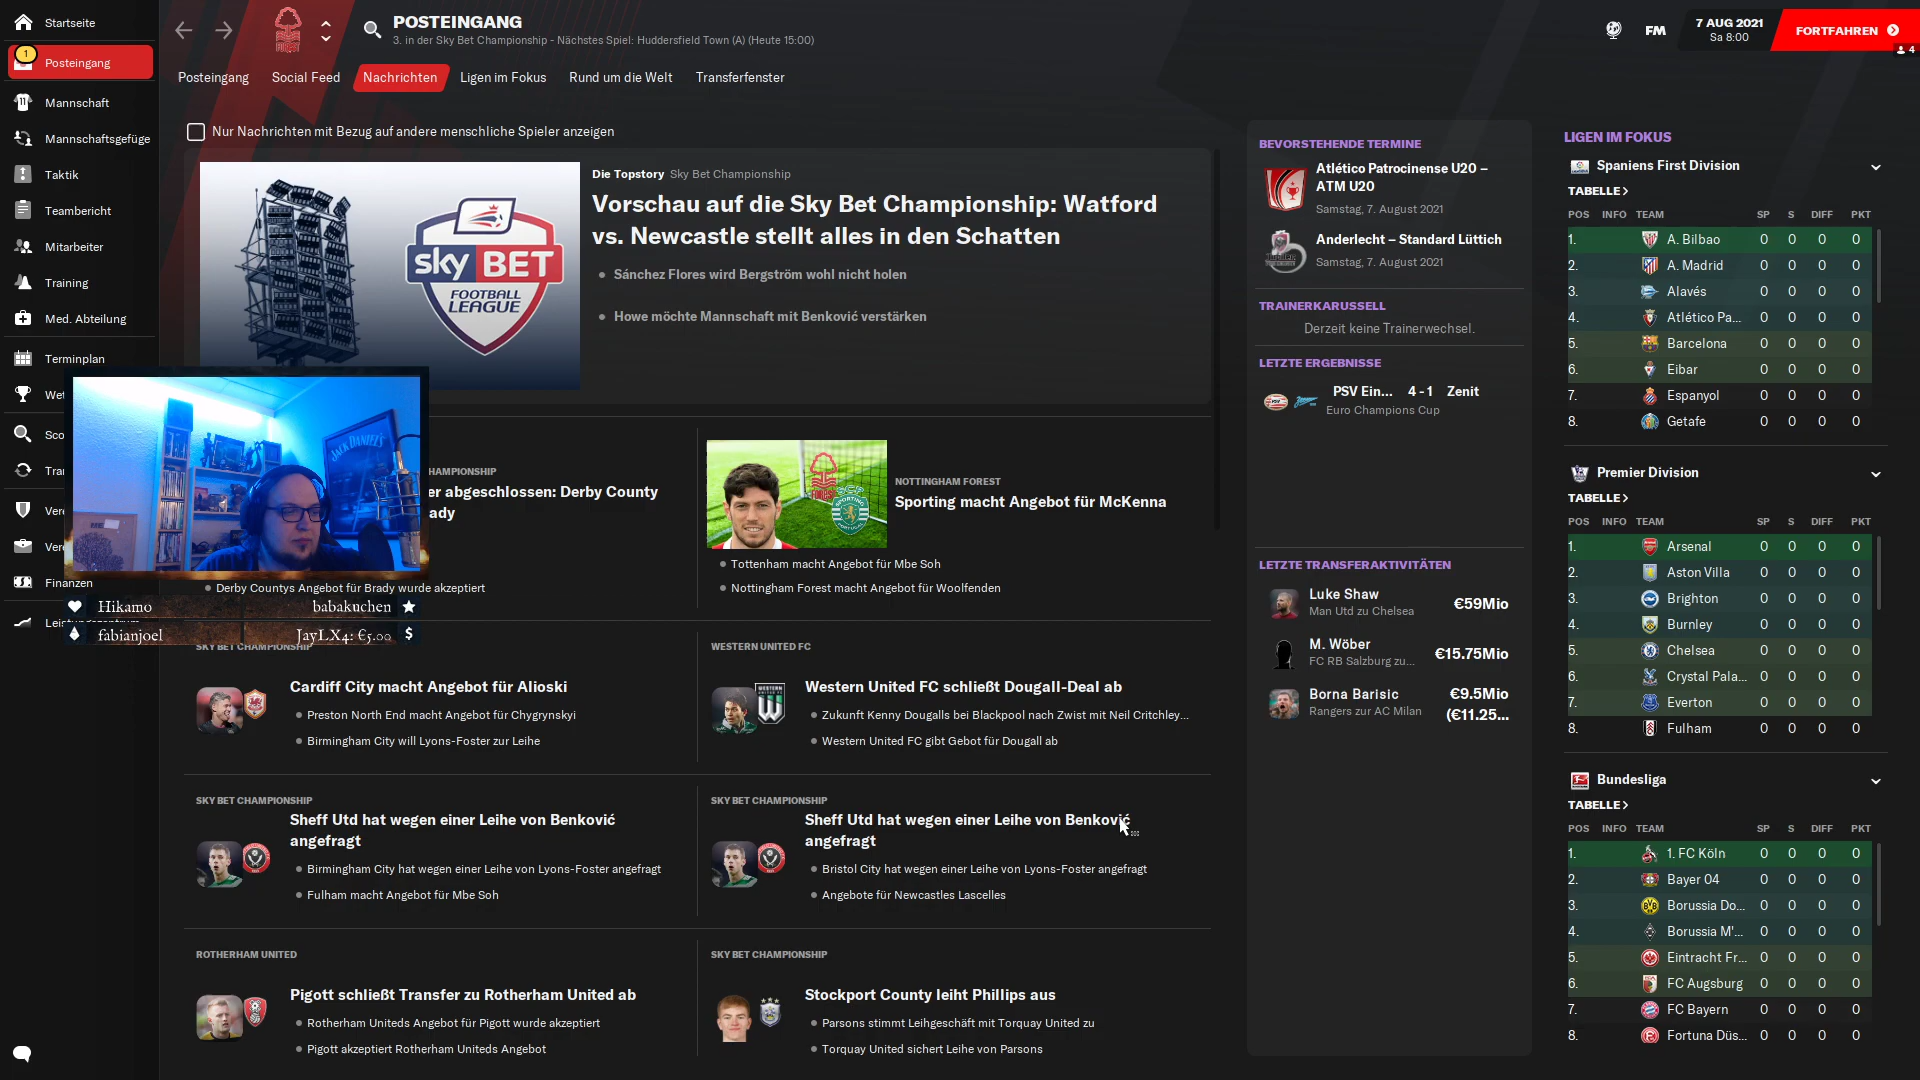 Startseite
1
Posteingang
Mannschaft
Mannschaftsgefüge
Taktik
Teambericht
Mitarbeiter
Training
Med. Abteilung
Terminplan
Finanzen
POSTEINGANG
3. in der Sky Bet Championship - Nächstes Spiel: Huddersfield Town (A) (Heute 15:00)
FM
7 AUG 2021
Sa 8:00
FORTFAHREN
4
Posteingang Social Feed Nachrichten Ligen im Fokus Rund um die Welt Transferfenster
Nur Nachrichten mit Bezug auf andere menschliche Spieler anzeigen
sky BET
FOOTBALL
LEAGUE
Die Topstory Sky Bet Championship
Vorschau auf die Sky Bet Championship: Watford
vs. Newcastle stellt alles in den Schatten
Sánchez Flores wird Bergström wohl nicht holen
Howe möchte Mannschaft mit Benković verstärken
JACK DANIEL'S
HAMPIONSHIP
er abgeschlossen: Derby County
ady
Derby Countys Angebot für Brady wurde akzeptiert
Hikamo babakuchen
fabianjoel JayLX4: €5.00
NOTTINGHAM FOREST
Sporting macht Angebot für McKenna
Tottenham macht Angebot für Mbe Soh
Nottingham Forest macht Angebot für Woolfenden
SKY BET CHAMPIONSHIP
Cardiff City macht Angebot für Alioski
Preston North End macht Angebot für Chygrynskyi
Birmingham City will Lyons-Foster zur Leihe
WESTERN UNITED FC
Western United FC schließt Dougall-Deal ab
Zukunft Kenny Dougalls bei Blackpool nach Zwist mit Neil Critchley...
Western United FC gibt Gebot für Dougall ab
SKY BET CHAMPIONSHIP
Sheff Utd hat wegen einer Leihe von Benković
angefragt
Birmingham City hat wegen einer Leihe von Lyons-Foster angefragt
Fulham macht Angebot für Mbe Soh
SKY BET CHAMPIONSHIP
Sheff Utd hat wegen einer Leihe von Benković
angefragt
Bristol City hat wegen einer Leihe von Lyons-Foster angefragt
Angebote für Newcastles Lascelles
ROTHERHAM UNITED
Pigott schließt Transfer zu Rotherham United ab
Rotherham Uniteds Angebot für Pigott wurde akzeptiert
Pigott akzeptiert Rotherham Uniteds Angebot
SKY BET CHAMPIONSHIP
Stockport County leiht Phillips aus
Parsons stimmt Leihgeschäft mit Torquay United zu
Torquay United sichert Leihe von Parsons
BEVORSTEHENDE TERMINE
Atlético Patrocinense U20 –
ATM U20
Samstag, 7. August 2021
Anderlecht – Standard Lüttich
Samstag, 7. August 2021
TRAINERKARUSSELL
Derzeit keine Trainerwechsel.
LETZTE ERGEBNISSE
PSV Ein... 4 - 1 Zenit
Euro Champions Cup
LETZTE TRANSFERAKTIVITÄTEN
Luke Shaw €59Mio
Man Utd zu Chelsea
M. Wöber €15.75Mio
FC RB Salzburg zu...
Borna Barisic €9.5Mio
Rangers zur AC Milan (€11.25...
LIGEN IM FOKUS
Spaniens First Division
TABELLE
POS INFO TEAM SP S DIFF PKT
1. A. Bilbao 0 0 0 0
2. A. Madrid 0 0 0 0
3. Alavés 0 0 0 0
4. Atlético Pa... 0 0 0 0
5. Barcelona 0 0 0 0
6. Eibar 0 0 0 0
7. Espanyol 0 0 0 0
8. Getafe 0 0 0 0
Premier Division
TABELLE
POS INFO TEAM SP S DIFF PKT
1. Arsenal 0 0 0 0
2. Aston Villa 0 0 0 0
3. Brighton 0 0 0 0
4. Burnley 0 0 0 0
5. Chelsea 0 0 0 0
6. Crystal Pala... 0 0 0 0
7. Everton 0 0 0 0
8. Fulham 0 0 0 0
Bundesliga
TABELLE
POS INFO TEAM SP S DIFF PKT
1. 1. FC Köln 0 0 0 0
2. Bayer 04 0 0 0 0
3. Borussia Do... 0 0 0 0
4. Borussia M'... 0 0 0 0
5. Eintracht Fr... 0 0 0 0
6. FC Augsburg 0 0 0 0
7. FC Bayern 0 0 0 0
8. Fortuna Düs... 0 0 0 0